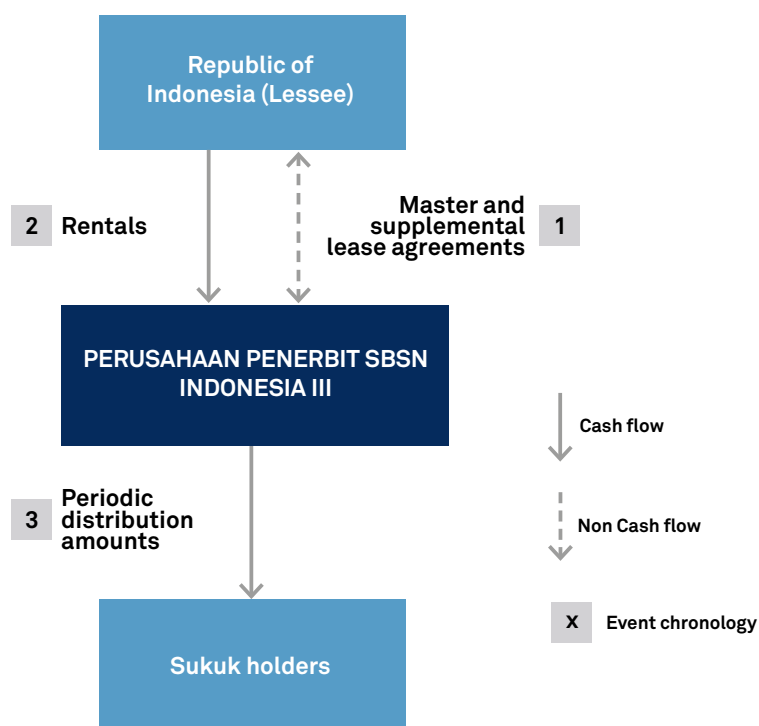 Republic of
Indonesia (Lessee)
2 Rentals
Master and
supplemental
lease agreements
1
PERUSAHAAN PENERBIT SBSN
INDONESIA III
Cash flow
3
Periodic
distribution
amounts
Non Cash flow
X Event chronology
Sukuk holders